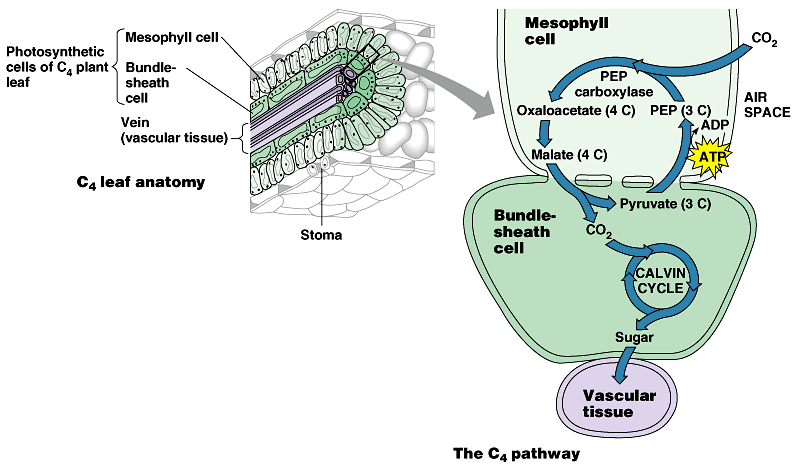 Photosynthetic
cells of C4 plant
leaf
Mesophyll cell
Bundle-
sheath
cell
Vein
(vascular tissue)
C4 leaf anatomy
Stoma
Mesophyll
cell
CO2
PEP
carboxylase
Oxaloacetate (4 C)
PEP (3 C)
AIR
SPACE
ADP
Malate (4 C)
ATP
Bundle-
sheath
cell
Pyruvate (3 C)
CO2
CALVIN
CYCLE
Sugar
Vascular
tissue
The C4 pathway